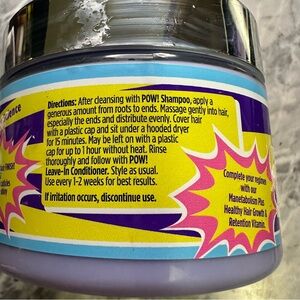 Directions: After cleansing with POW! Shampoo, apply a
generous amount from roots to ends. Massage gently into hair,
especially the ends and distribute evenly. Cover hair
with a plastic cap and sit under a hooded dryer
for 15 minutes. May be left on with a plastic
cap for up to 1 hour without heat. Rinse
thoroughly and follow with POW!
Leave-In Conditioner. Style as usual.
Use every 1-2 weeks for best results.
If irritation occurs, discontinue use.
Complete your regimen
with my
Manetabolism Plus
Healthy Hair Growth &
Retention Vitamin.